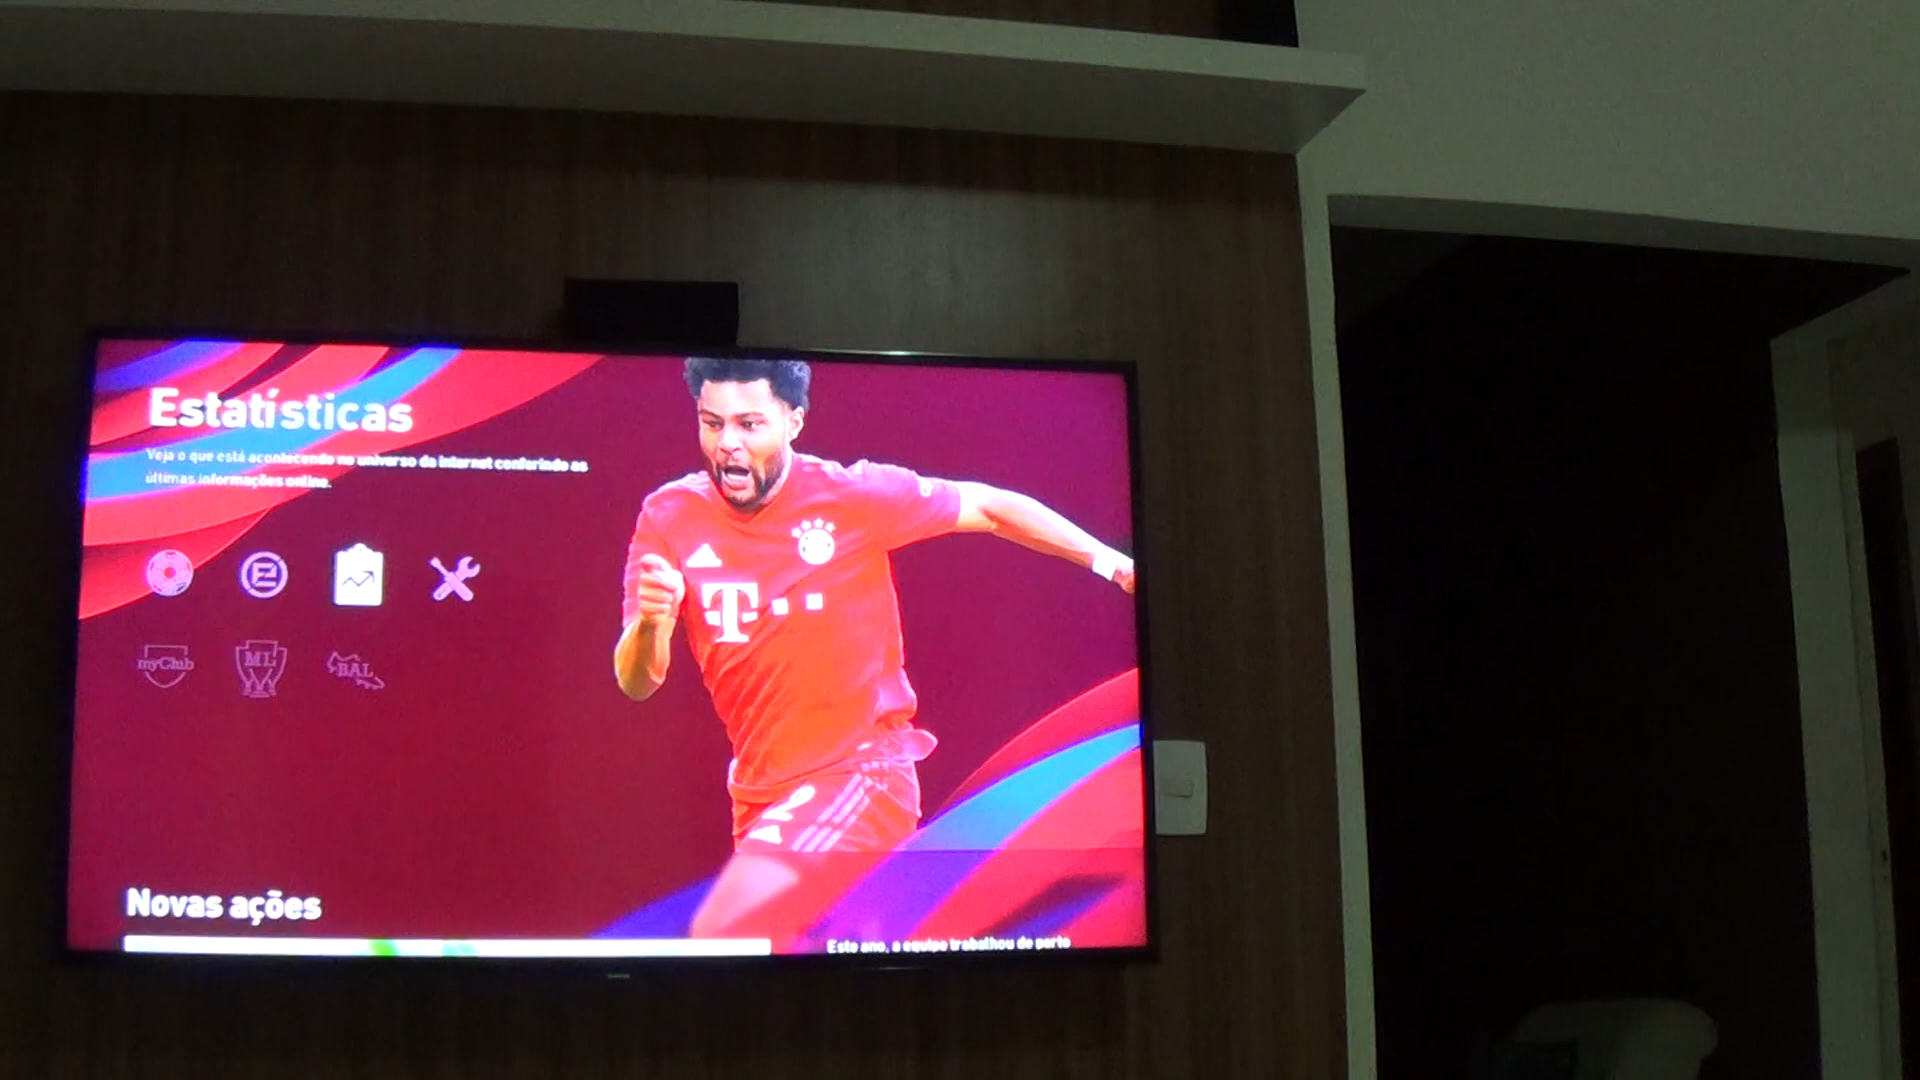 Estatísticas
Veja o que está acontecendo no universo da internet conferindo as
últimas informações online.
myClub
ML
BAL
T
22
Novas ações
Este ano, a equipe trabalhou de perto